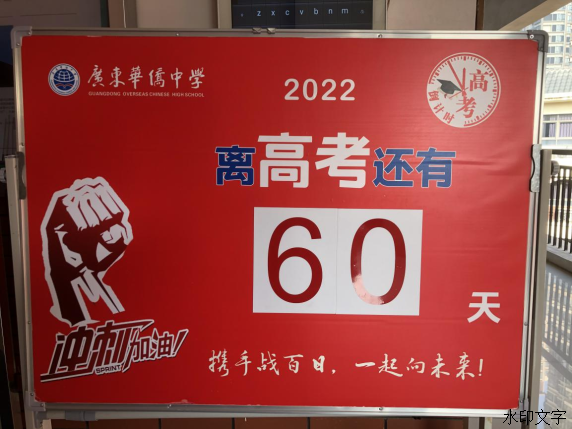 z x c v b n m
廣東華僑中學
GUANGDONG OVERSEAS CHINESE HIGH SCHOOL
2022
高考
倒计时
离高考还有
60
天
冲刺加油!
SPRINT
携手战百日，一起向未来!
水印文字